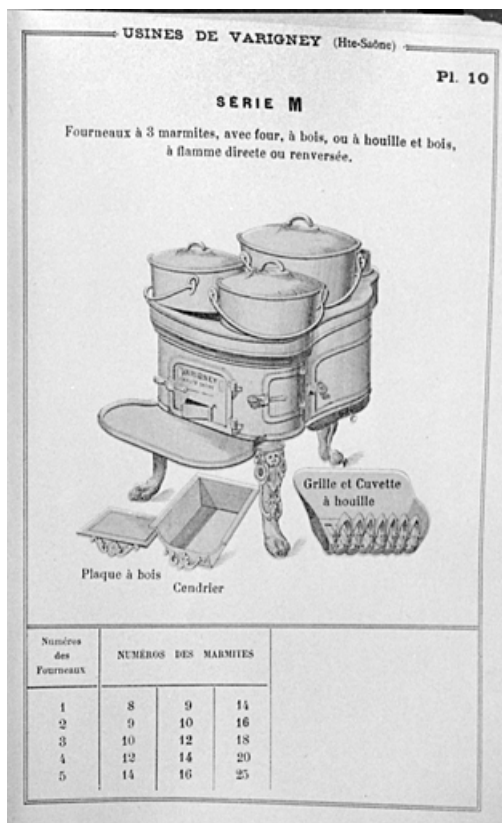 USINES DE VARIGNEY (Hte-Saône)
Pl. 10
SÉRIE M
Fourneaux à 3 marmites, avec four, à bois, ou à houille et bois,
à flamme directe ou renversée.
VARIGNEY
Grille et Cuvette
à houille
Plaque à bois
Cendrier
Numéros
des
Fourneaux
NUMÉROS DES MARMITES
1 8 9 14
2 9 10 16
3 10 12 18
4 12 14 20
5 14 16 25